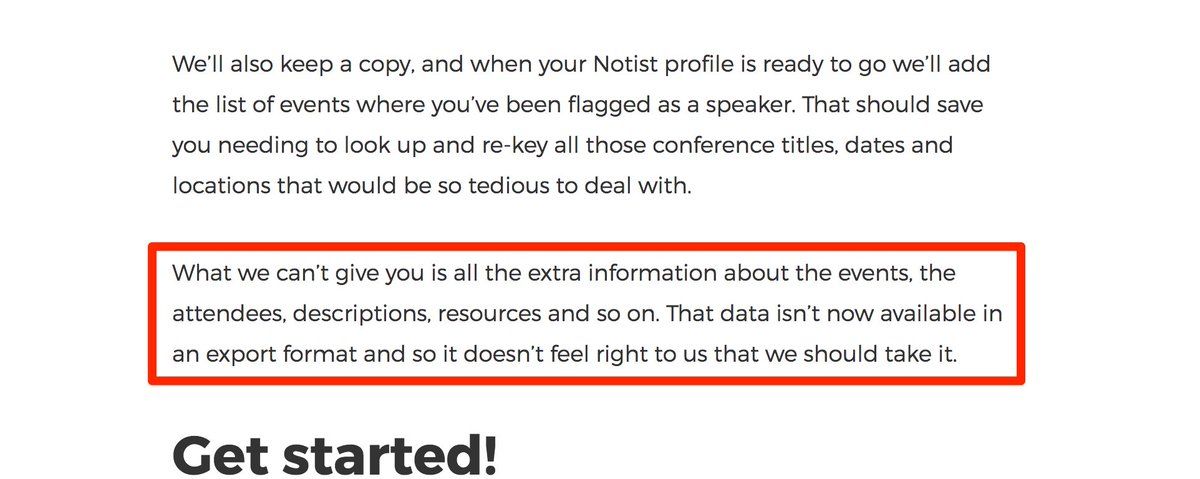 We’ll also keep a copy, and when your Notist profile is ready to go we’ll add
the list of events where you’ve been flagged as a speaker. That should save
you needing to look up and re-key all those conference titles, dates and
locations that would be so tedious to deal with.
What we can’t give you is all the extra information about the events, the
attendees, descriptions, resources and so on. That data isn’t now available in
an export format and so it doesn’t feel right to us that we should take it.
Get started!